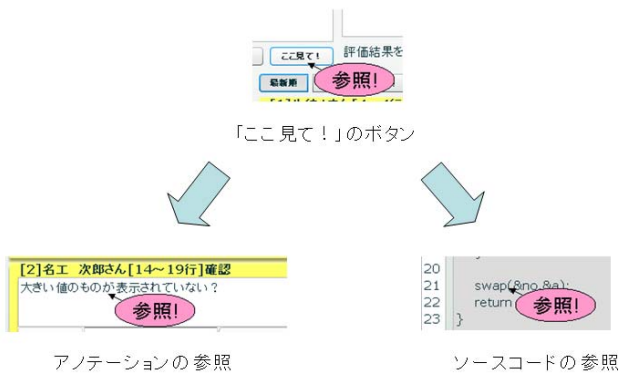 ここ見て！
評価結果を
最新順
参照!
「ここ見て！」のボタン
[2]名工 次郎さん[14～19行]確認
大きい値のものが表示されていない？
参照!
アノテーションの参照
20
21 swap(&no,&a);
22 return
23 }
参照!
ソースコードの参照